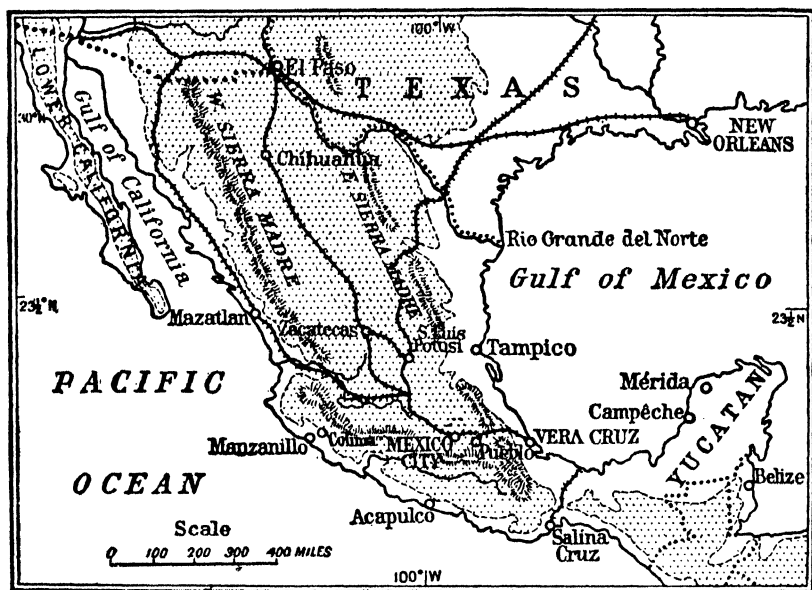 100°W
El Paso
TEXAS
30°N
LOWER CALIFORNIA
Gulf of California
W. SIERRA MADRE
Chihuahua
E. SIERRA MADRE
NEW
ORLEANS
Rio Grande del Norte
Gulf of Mexico
23½°N
23½°N
Mazatlan
Zacatecas
S. Luis
Potosi
Tampico
PACIFIC
OCEAN
Mérida
Campêche
YUCATAN
Manzanillo
Colima
MEXICO
CITY
Pueblo
VERA CRUZ
Belize
Acapulco
Salina
Cruz
Scale
0 100 200 300 400 MILES
100°W